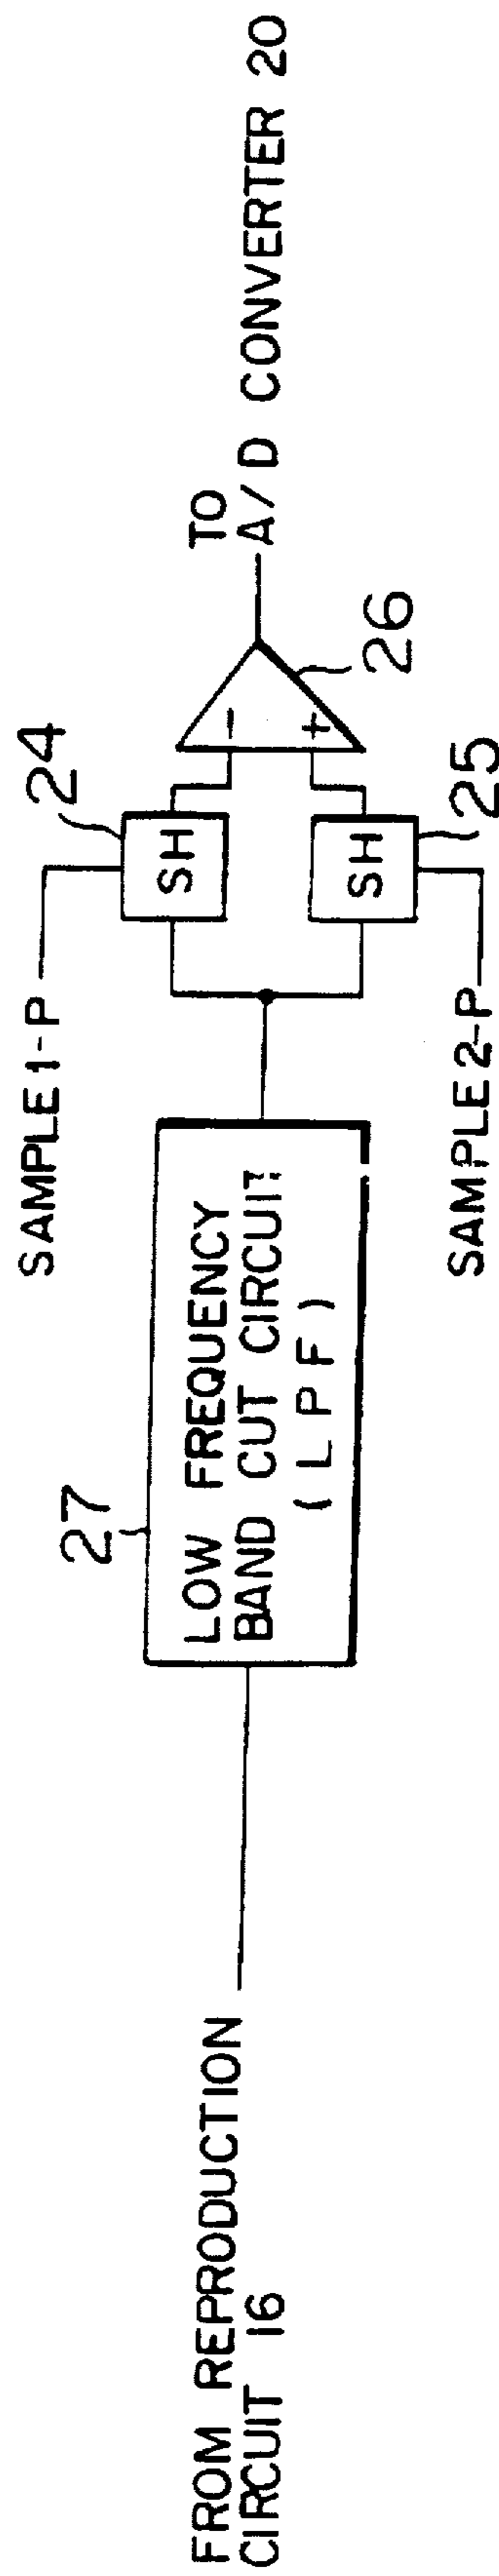 FROM REPRODUCTION
CIRCUIT 16
27
LOW FREQUENCY
BAND CUT CIRCUIT
(LPF)
SAMPLE 1-P
24
SH
SAMPLE 2-P
25
SH
-
+
26
TO
A/D CONVERTER 20